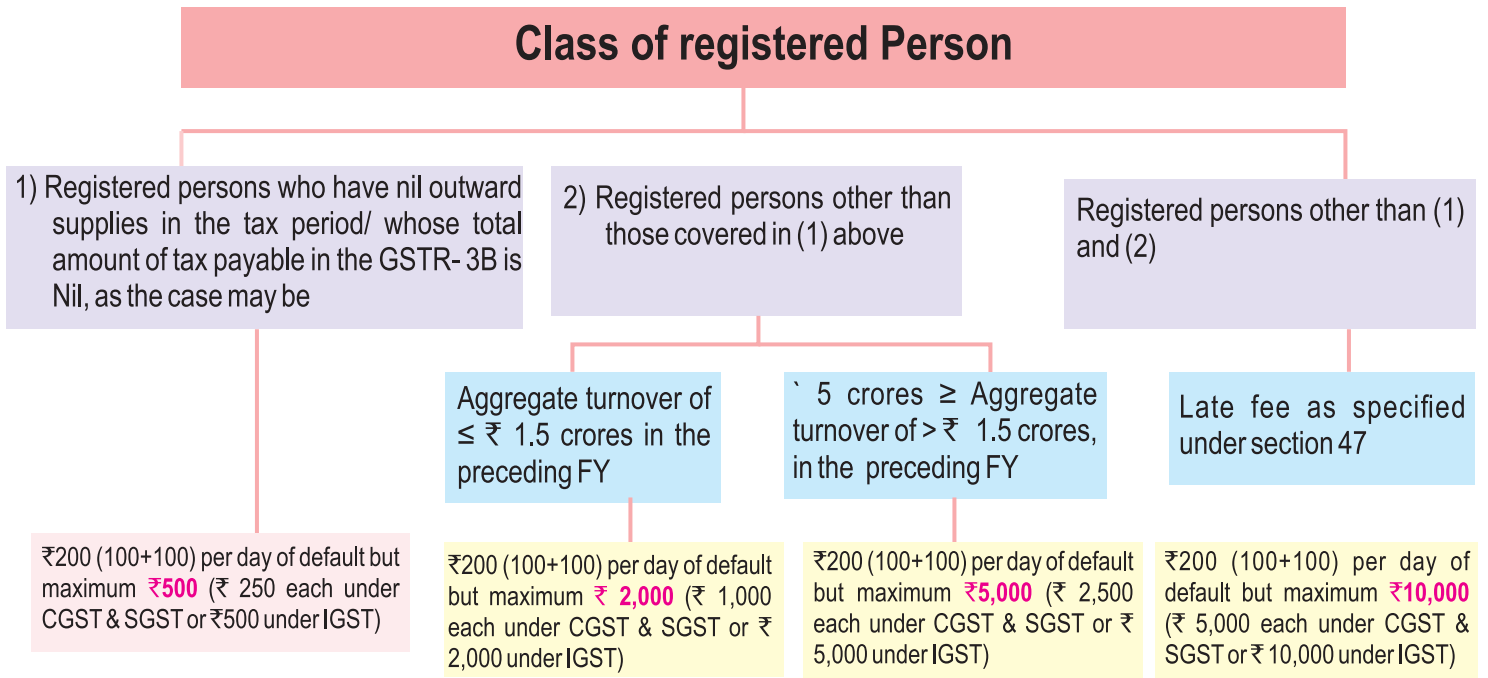 Class of registered Person
1) Registered persons who have nil outward
supplies in the tax period/ whose total
amount of tax payable in the GSTR- 3B is
Nil, as the case may be
2) Registered persons other than
those covered in (1) above
Registered persons other than (1)
and (2)
Aggregate turnover of
≤ ₹ 1.5 crores in the
preceding FY
` 5 crores ≥ Aggregate
turnover of > ₹ 1.5 crores,
in the preceding FY
Late fee as specified
under section 47
₹200 (100+100) per day of default but
maximum ₹500 (₹ 250 each under
CGST & SGST or ₹500 under IGST)
₹200 (100+100) per day of default
but maximum ₹ 2,000 (₹ 1,000
each under CGST & SGST or ₹
2,000 under IGST)
₹200 (100+100) per day of default
but maximum ₹5,000 (₹ 2,500
each under CGST & SGST or ₹
5,000 under IGST)
₹200 (100+100) per day of
default but maximum ₹10,000
(₹ 5,000 each under CGST &
SGST or ₹ 10,000 under IGST)